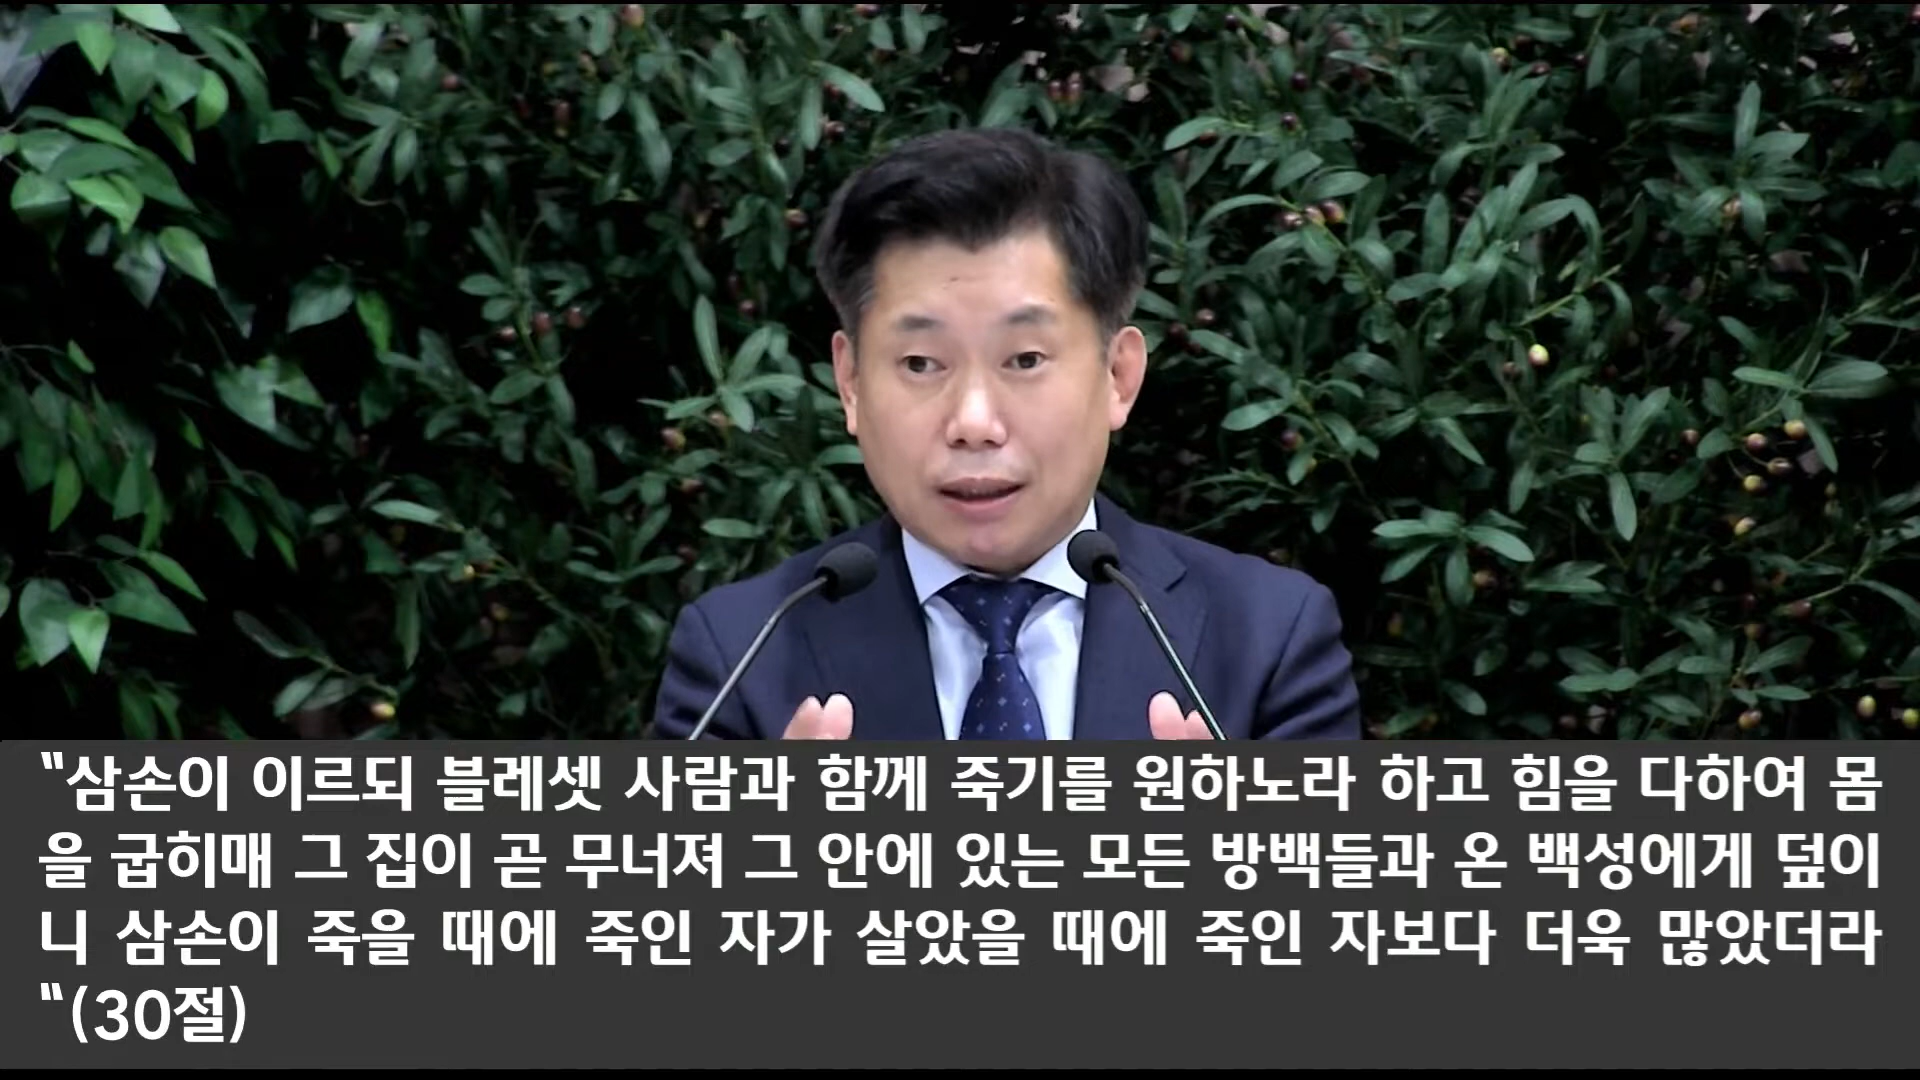 “삼손이 이르되 블레셋 사람과 함께 죽기를 원하노라 하고 힘을 다하여 몸
을 굽히매 그 집이 곧 무너져 그 안에 있는 모든 방백들과 온 백성에게 덮이
니 삼손이 죽을 때에 죽인 자가 살았을 때에 죽인 자보다 더욱 많았더라
“(30절)